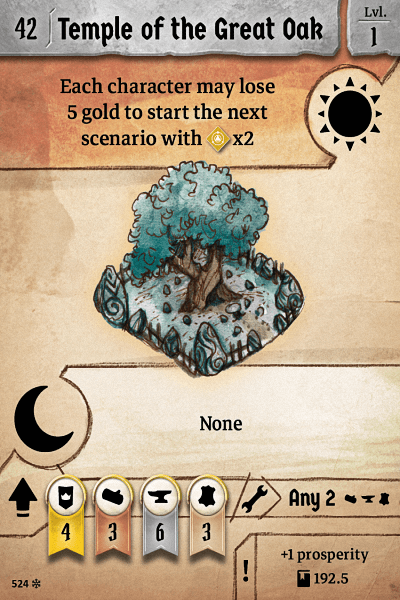 42 Temple of the Great Oak
Lvl.
1
Each character may lose
5 gold to start the next
scenario with x2
None
4 3 6 3 Any 2
+1 prosperity
! 192.5
524